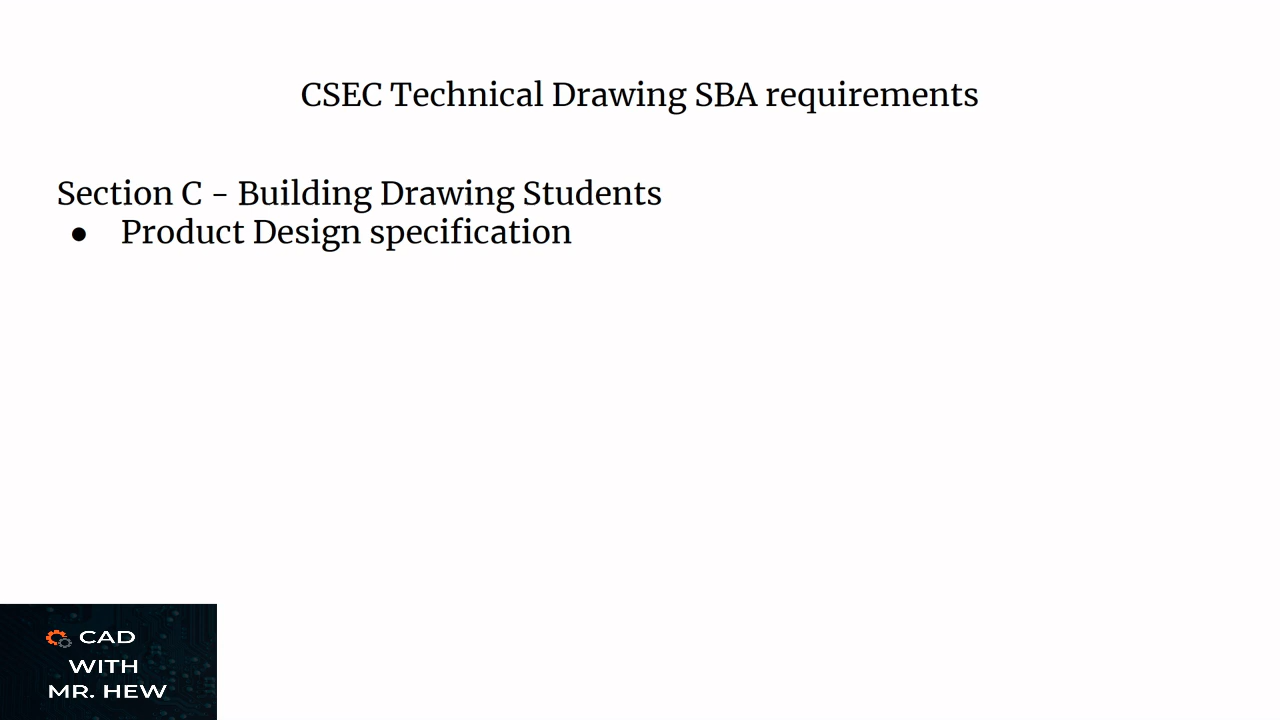 CSEC Technical Drawing SBA requirements
Section C - Building Drawing Students
● Product Design specification
CAD
WITH
MR. HEW